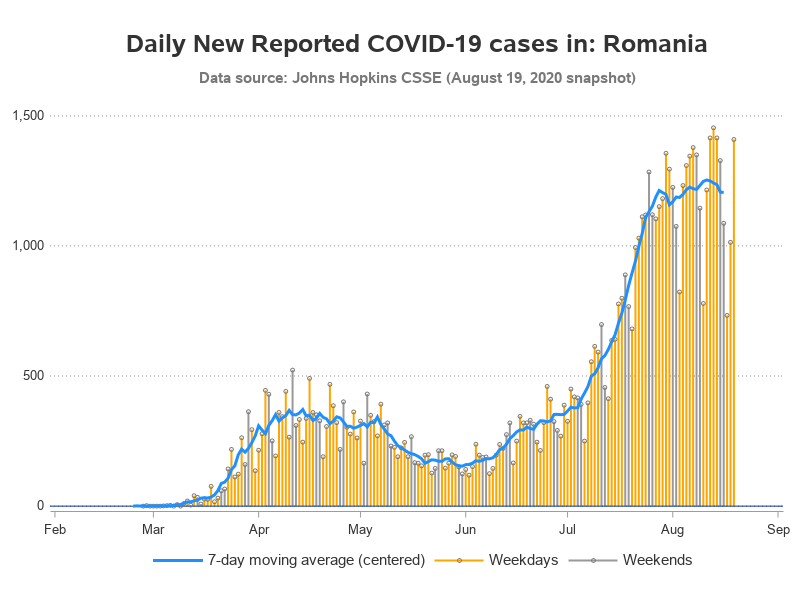 Daily New Reported COVID-19 cases in: Romania
Data source: Johns Hopkins CSSE (August 19, 2020 snapshot)
1,500
1,000
500
0
Feb Mar Apr May Jun Jul Aug Sep
7-day moving average (centered) Weekdays Weekends